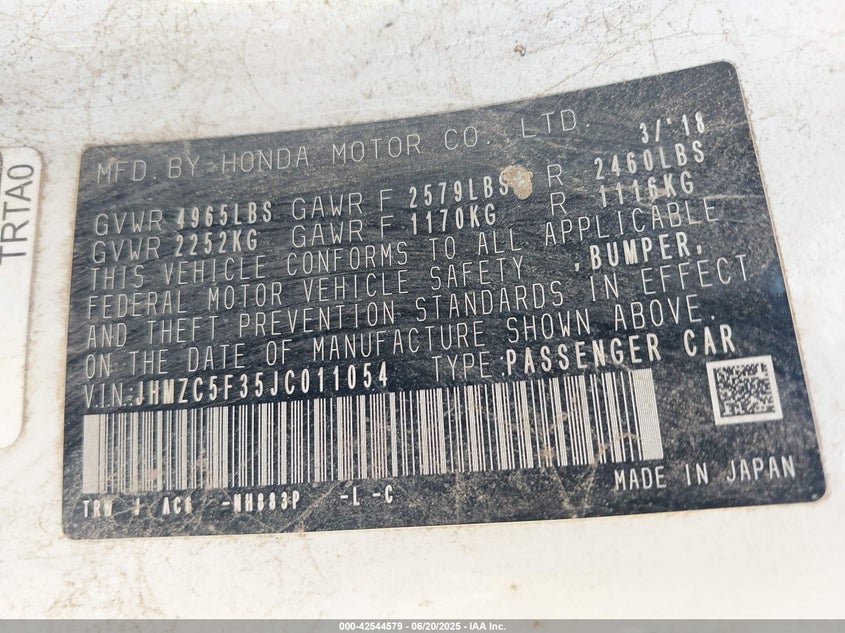 MFD. BY HONDA MOTOR CO., LTD. 3/'18
GVWR 4965LBS GAWR F 2579LBS R 2460LBS
GVWR 2252KG GAWR F 1170KG R 1116KG
THIS VEHICLE CONFORMS TO ALL APPLICABLE
FEDERAL MOTOR VEHICLE SAFETY ,BUMPER,
AND THEFT PREVENTION STANDARDS IN EFFECT
ON THE DATE OF MANUFACTURE SHOWN ABOVE.
V.I.N:JHMZC5F35JC011054 TYPE:PASSENGER CAR
MADE IN JAPAN
TRW J AC6 -NH883P -L -C
TRTA0
000-42544579 - 06/20/2025 - IAA Inc.